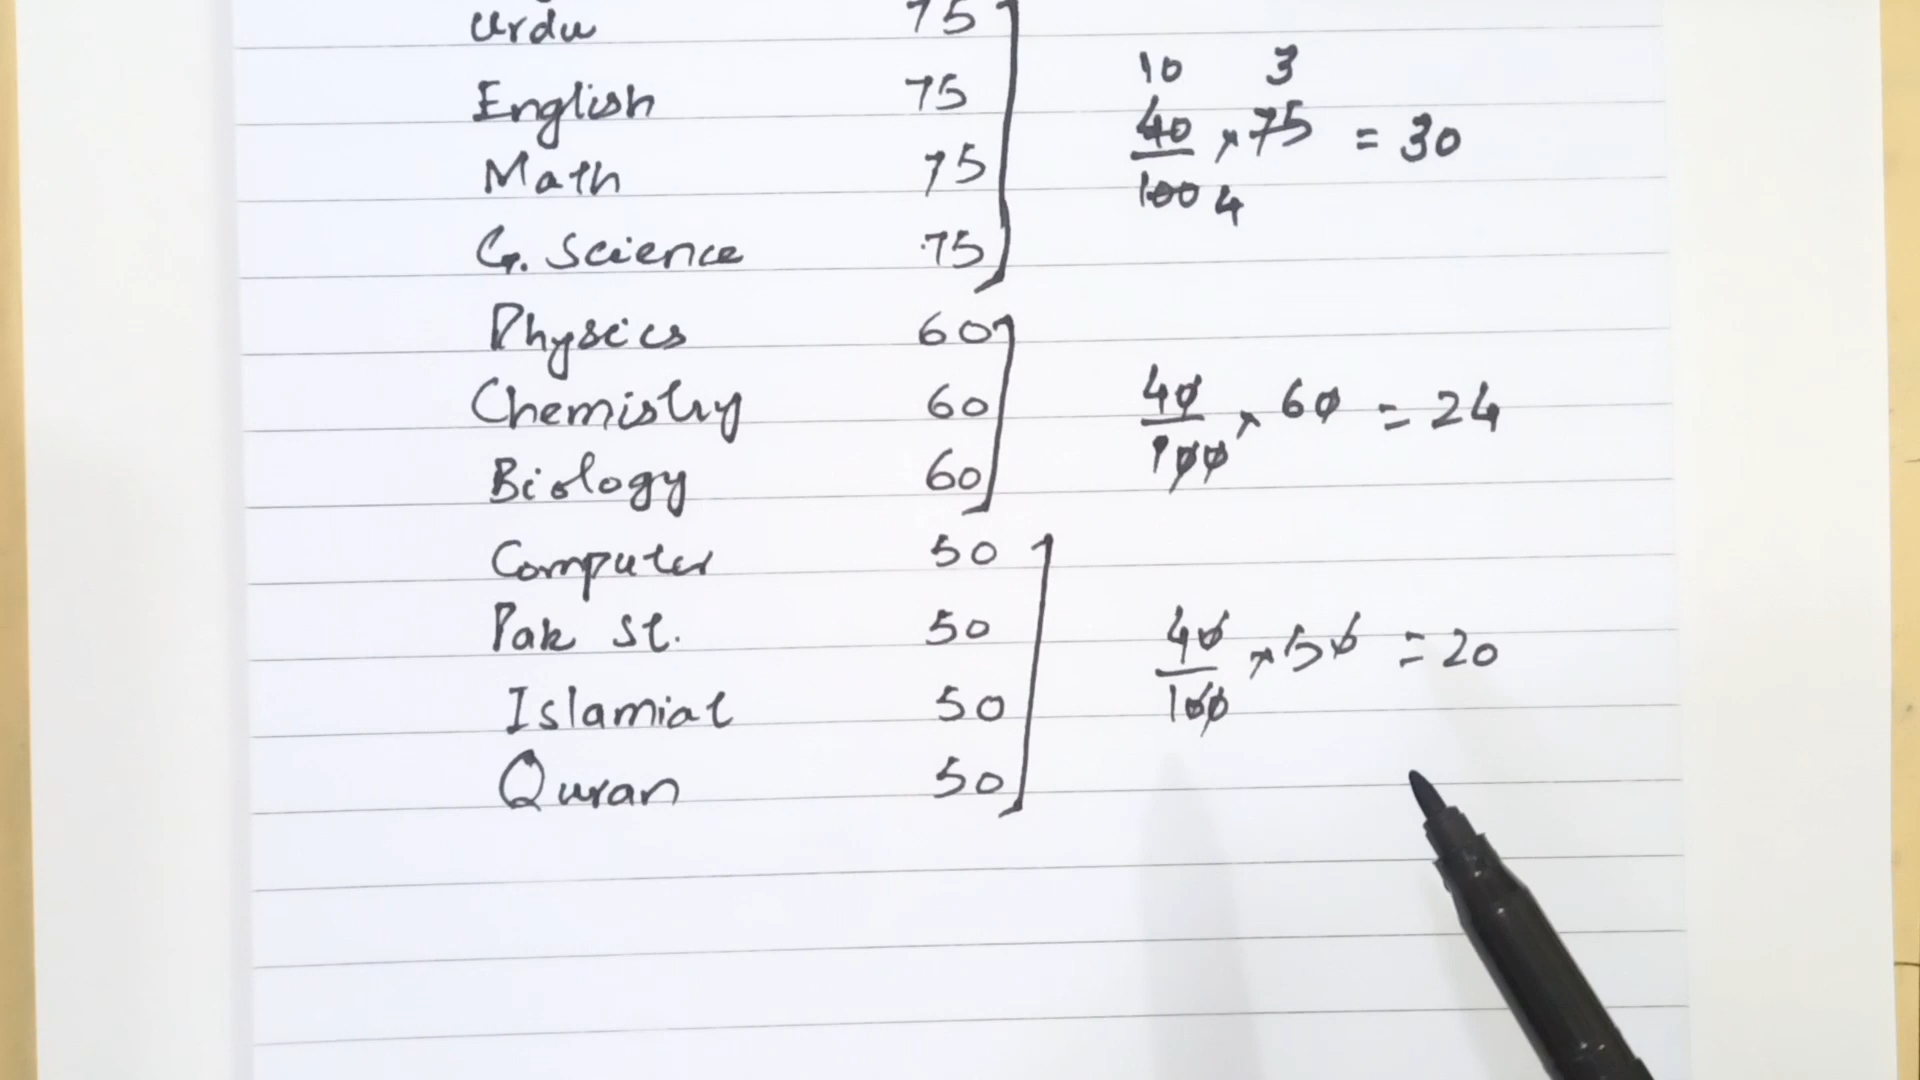 Urdu 75
English 75
Math 75
G. Science 75
Physics 60
Chemistry 60
Biology 60
Computer 50
Pak st. 50
Islamiat 50
Quran 50
10 3
40 × 75 = 30
100 4
40 × 60 = 24
100
40 × 50 = 20
100